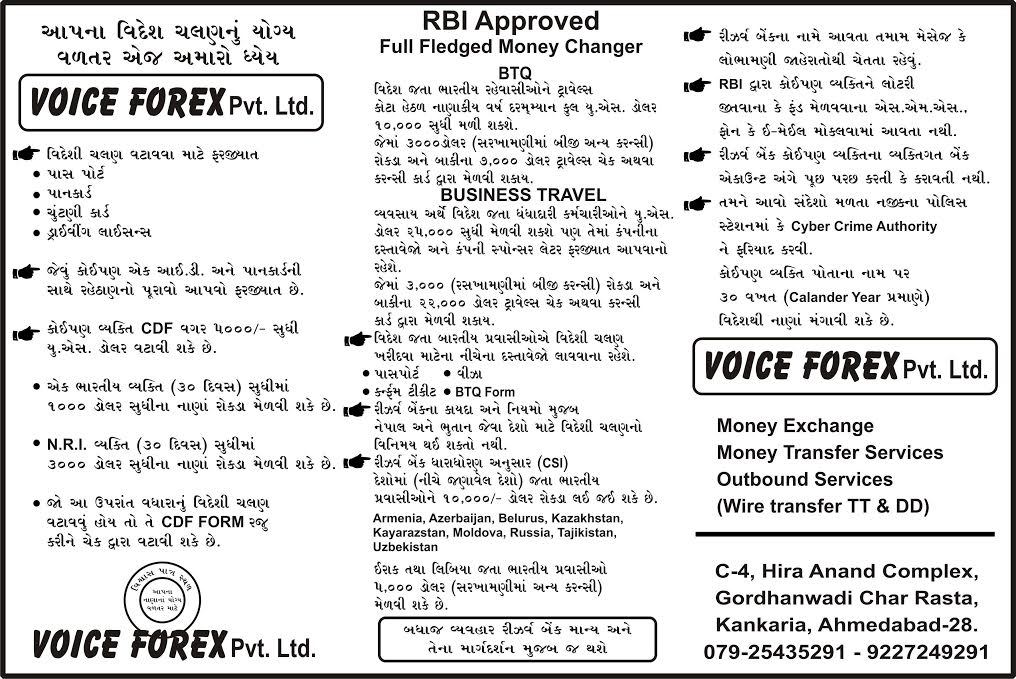 આપના વિદેશ ચલણનું યોગ્ય
વળતર એજ અમારો ધ્યેય
VOICE FOREX Pvt. Ltd.
વિદેશી ચલણ વટાવવા માટે ફરજીયાત
• પાસ પોર્ટ
• પાનકાર્ડ
• ચુંટણી કાર્ડ
• ડ્રાઈવીંગ લાઈસન્સ
જેવું કોઈપણ એક આઈ.ડી. અને પાનકાર્ડની
સાથે રહેઠાણનો પૂરાવો આપવો ફરજીયાત છે.
કોઈપણ વ્યક્તિ CDF વગર ૫૦૦૦/- સુધી
યુ.એસ. ડોલર વટાવી શકે છે.
• એક ભારતીય વ્યક્તિ (૩૦ દિવસ) સુધીમાં
૧૦૦૦ ડોલર સુધીના નાણાં રોકડા મેળવી શકે છે.
• N.R.I. વ્યક્તિ (૩૦ દિવસ) સુધીમાં
૩૦૦૦ ડોલર સુધીના નાણાં રોકડા મેળવી શકે છે.
• જો આ ઉપરાંત વધારાનું વિદેશી ચલણ
વટાવવું હોય તો તે CDF FORM રજુ
કરીને ચેક દ્વારા વટાવી શકે છે.
વિશ્વાસ પાત્ર સ્થળ
આપના
નાણાનાં યોગ્ય
વળતર માટે
VOICE FOREX Pvt. Ltd.
RBI Approved
Full Fledged Money Changer
BTQ
વિદેશ જતા ભારતીય રહેવાસીઓને ટ્રાવેલ્સ
કોટા હેઠળ નાણાકીય વર્ષ દરમ્યાન કુલ યુ.એસ. ડોલર
૧૦,૦૦૦ સુધી મળી શકશે.
જેમાં ૩૦૦૦ડોલર (સરખામણીમાં બીજી અન્ય કરન્સી)
રોકડા અને બાકીના ૭,૦૦૦ ડોલર ટ્રાવેલ્સ ચેક અથવા
કરન્સી કાર્ડ દ્વારા મેળવી શકાય.
BUSINESS TRAVEL
વ્યવસાય અર્થે વિદેશ જતા ધંધાદારી કર્મચારીઓને યુ.એસ.
ડોલર ૨૫,૦૦૦ સુધી મેળવી શકશે પણ તેમાં કંપનીના
દસ્તાવેજો અને કંપની સ્પોન્સર લેટર ફરજીયાત આપવાનો
રહેશે.
જેમાં ૩,૦૦૦ (રસખામણીમાં બીજી કરન્સી) રોકડા અને
બાકીના ૨૨,૦૦૦ ડોલર ટ્રાવેલ્સ ચેક અથવા કરન્સી
કાર્ડ દ્વારા મેળવી શકાય.
વિદેશ જતા બારતીય પ્રવાસીઓએ વિદેશી ચલણ
ખરીદવા માટેના નીચેના દસ્તાવેજો લાવવાના રહેશે.
• પાસપોર્ટ • વીઝા
• કર્ન્ફમ ટીકીટ • BTQ Form
રીઝર્વ બેંકના કાયદા અને નિયમો મુજબ
નેપાલ અને ભુતાન જેવા દેશો માટે વિદેશી ચલણનો
વિનિમય થઈ શકતો નથી.
રીઝર્વ બેંક ધારાધોરણ અનુસાર (CSI)
દેશોમાં (નીચે જણાવેલ દેશો) જતા ભારતીય
પ્રવાસીઓને ૧૦,૦૦૦/- ડોલર રોકડા લઈ જઈ શકે છે.
Armenia, Azerbaijan, Belurus, Kazakhstan,
Kayarazstan, Moldova, Russia, Tajikistan,
Uzbekistan
ઈરાક તથા લિબિયા જતા ભારતીય પ્રવાસીઓ
૫,૦૦૦ ડોલર (સરખામણીમાં અન્ય કરન્સી)
મેળવી શકે છે.
બધાજ વ્યવહાર રીઝર્વ બેંક માન્ય અને
તેના માર્ગદર્શન મુજબ જ થશે
રીઝર્વ બેંકના નામે આવતા તમામ મેસેજ કે
લોભામણી જાહેરાતોથી ચેતતા રહેવું.
RBI દ્વારા કોઈપણ વ્યક્તિને લોટરી
જીતવાના કે ફંડ મેળવવાના એસ.એમ.એસ.,
ફોન કે ઈ-મેઈલ મોકલવામાં આવતા નથી.
રીઝર્વ બેંક કોઈપણ વ્યક્તિના વ્યક્તિગત બેંક
એકાઉન્ટ અંગે પૂછ પરછ કરતી કે કરાવતી નથી.
તમને આવો સંદેશો મળતા નજીકના પોલિસ
સ્ટેશનમાં કે Cyber Crime Authority
ને ફરિયાદ કરવી.
કોઈપણ વ્યક્તિ પોતાના નામ પર
૩૦ વખત (Calander Year પ્રમાણે)
વિદેશથી નાણાં મંગાવી શકે છે.
VOICE FOREX Pvt. Ltd.
Money Exchange
Money Transfer Services
Outbound Services
(Wire transfer TT & DD)
C-4, Hira Anand Complex,
Gordhanwadi Char Rasta,
Kankaria, Ahmedabad-28.
079-25435291 - 9227249291